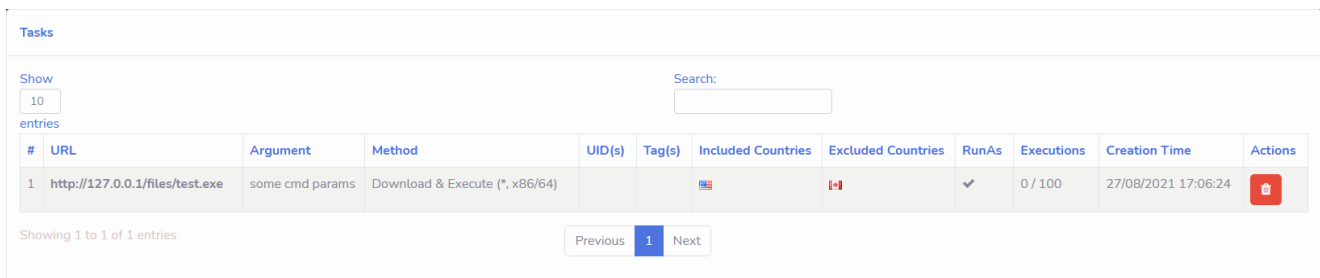 Tasks
Show
10
entries
Search:
# URL Argument Method UID(s) Tag(s) Included Countries Excluded Countries RunAs Executions Creation Time Actions
1 http://127.0.0.1/files/test.exe some cmd params Download & Execute (*, x86/64) 0 / 100 27/08/2021 17:06:24
Showing 1 to 1 of 1 entries
Previous 1 Next